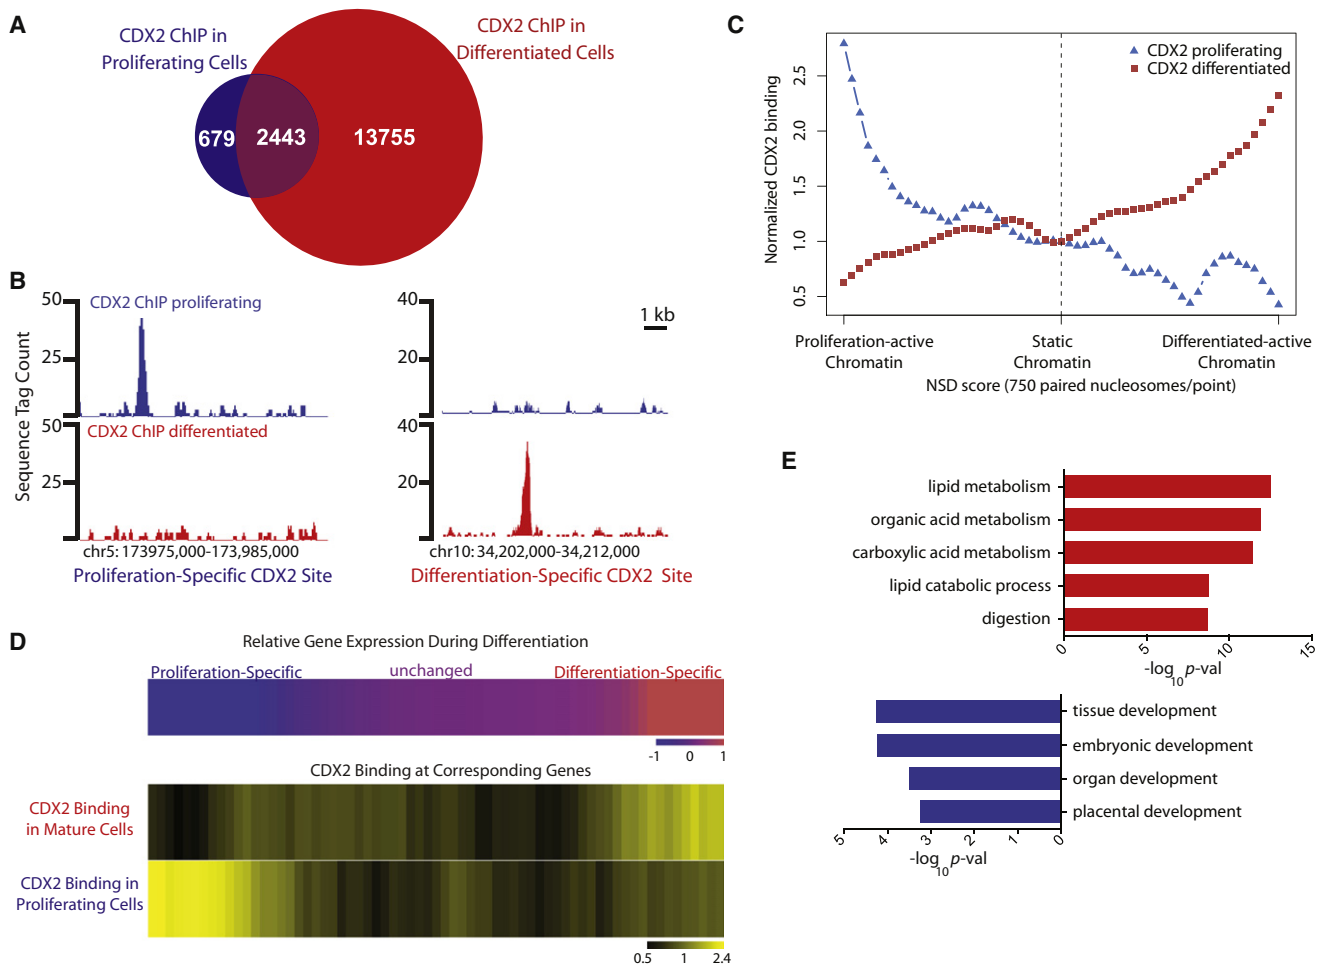 A
CDX2 ChIP in
Proliferating Cells
CDX2 ChIP in
Differentiated Cells
679
2443
13755
B
Sequence Tag Count
50
25
CDX2 ChIP proliferating
50
25
CDX2 ChIP differentiated
chr5: 173975,000-173,985,000
Proliferation-Specific CDX2 Site
40
20
1 kb
40
20
chr10:34,202,000-34,212,000
Differentiation-Specific CDX2 Site
C
Normalized CDX2 binding
2.5
2.0
1.5
1.0
0.5
CDX2 proliferating
CDX2 differentiated
Proliferation-active
Chromatin
Static
Chromatin
Differentiated-active
Chromatin
NSD score (750 paired nucleosomes/point)
D
Relative Gene Expression During Differentiation
Proliferation-Specific
unchanged
Differentiation-Specific
-1 0 1
CDX2 Binding at Corresponding Genes
CDX2 Binding
in Mature Cells
CDX2 Binding in
Proliferating Cells
0.5 1 2.4
E
lipid metabolism
organic acid metabolism
carboxylic acid metabolism
lipid catabolic process
digestion
0 5 10 15
-log10 p-val
tissue development
embryonic development
organ development
placental development
5 4 3 2 1 0
-log10 p-val